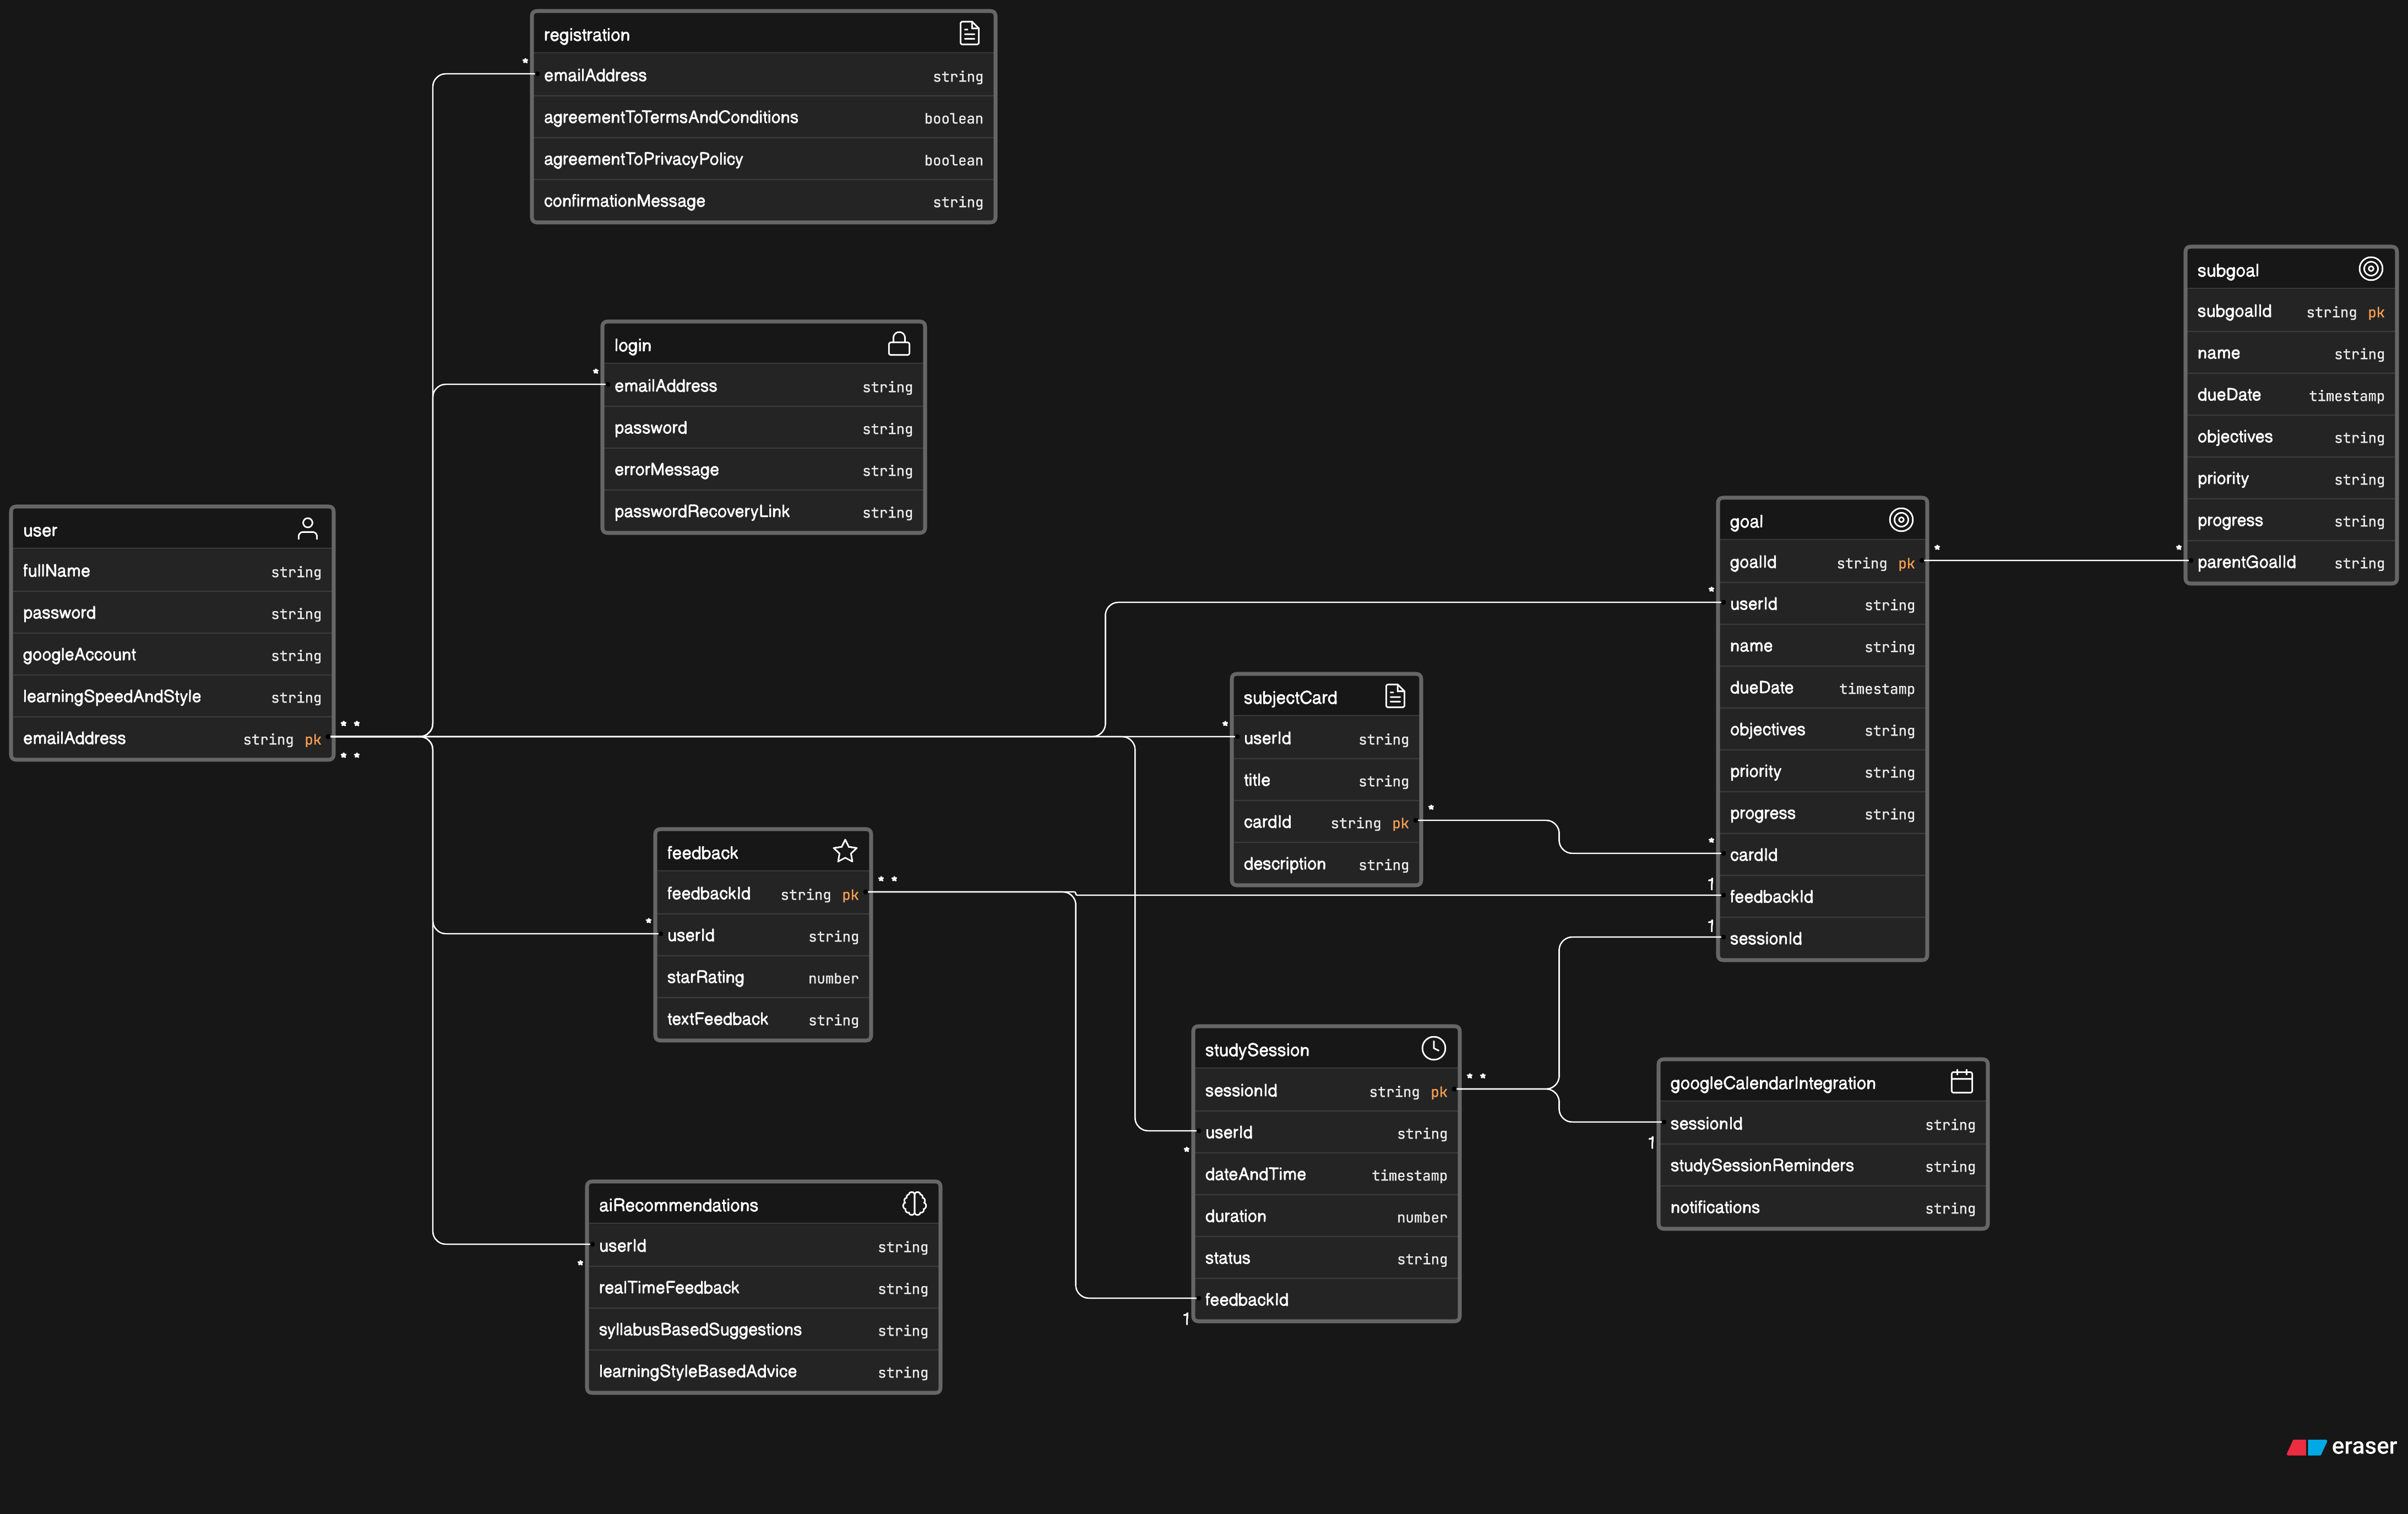 registration
* emailAddress string
agreementToTermsAndConditions boolean
agreementToPrivacyPolicy boolean
confirmationMessage string
login
* emailAddress string
password string
errorMessage string
passwordRecoveryLink string
user
fullName string
password string
googleAccount string
learningSpeedAndStyle string
* *
emailAddress string pk
* *
feedback
* *
feedbackId string pk
* userId string
starRating number
textFeedback string
aiRecommendations
userId string
*
realTimeFeedback string
syllabusBasedSuggestions string
learningStyleBasedAdvice string
subjectCard
* userId string
title string
*
cardId string pk
description string
studySession
* *
sessionId string pk
userId string
*
dateAndTime timestamp
duration number
status string
feedbackId
1
goal
*
goalId string pk
* userId string
name string
dueDate timestamp
objectives string
priority string
progress string
* cardId
1 feedbackId
1 sessionId
googleCalendarIntegration
sessionId string
1
studySessionReminders string
notifications string
subgoal
subgoalId string pk
name string
dueDate timestamp
objectives string
priority string
progress string
* parentGoalId string
eraser